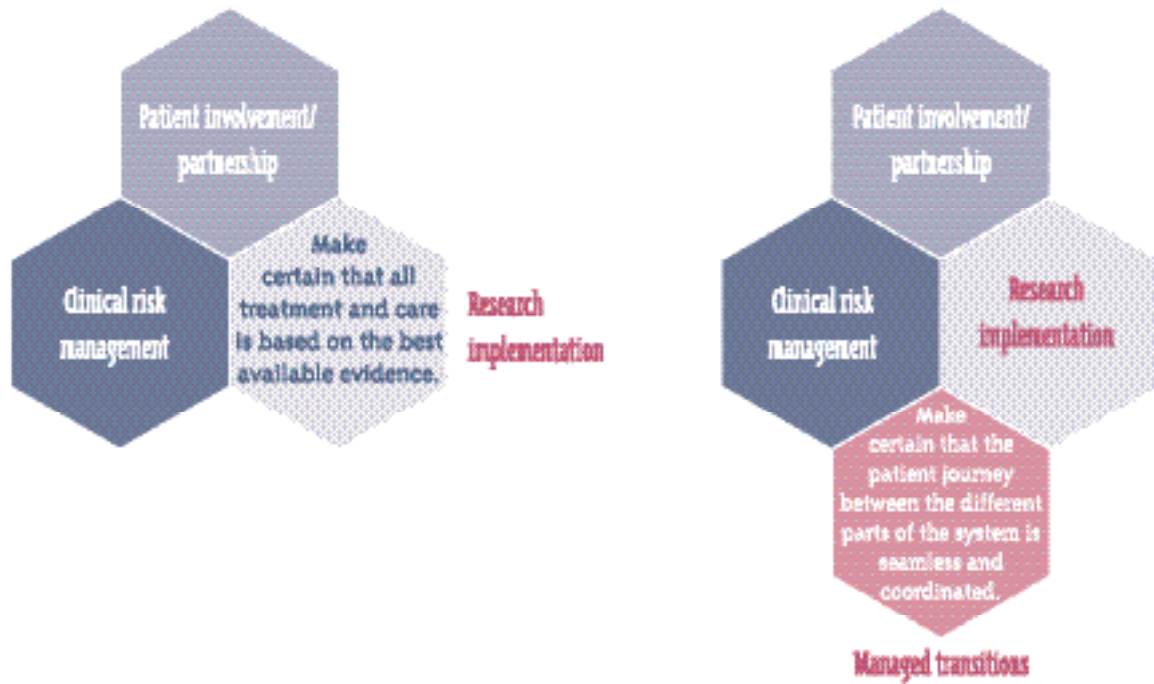 Patient involvement/
partnership
Clinical risk
management
Make
certain that all
treatment and care
is based on the best
available evidence.
Research
implementation
Patient involvement/
partnership
Clinical risk
management
Research
implementation
Make
certain that the
patient journey
between the different
parts of the system is
seamless and
coordinated.
Managed transitions